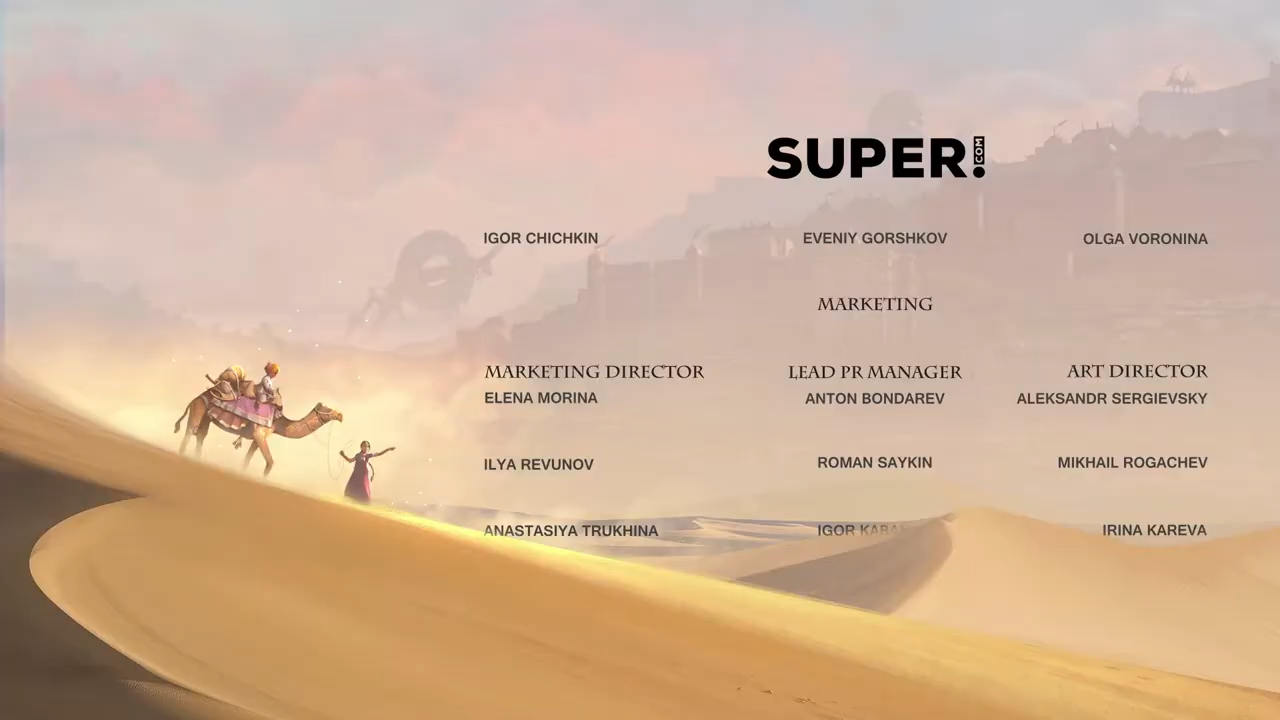 SUPER!.COM
IGOR CHICHKIN EVENIY GORSHKOV OLGA VORONINA
MARKETING
MARKETING DIRECTOR LEAD PR MANAGER ART DIRECTOR
ELENA MORINA ANTON BONDAREV ALEKSANDR SERGIEVSKY
ILYA REVUNOV ROMAN SAYKIN MIKHAIL ROGACHEV
ANASTASIYA TRUKHINA IGOR IRINA KAREVA